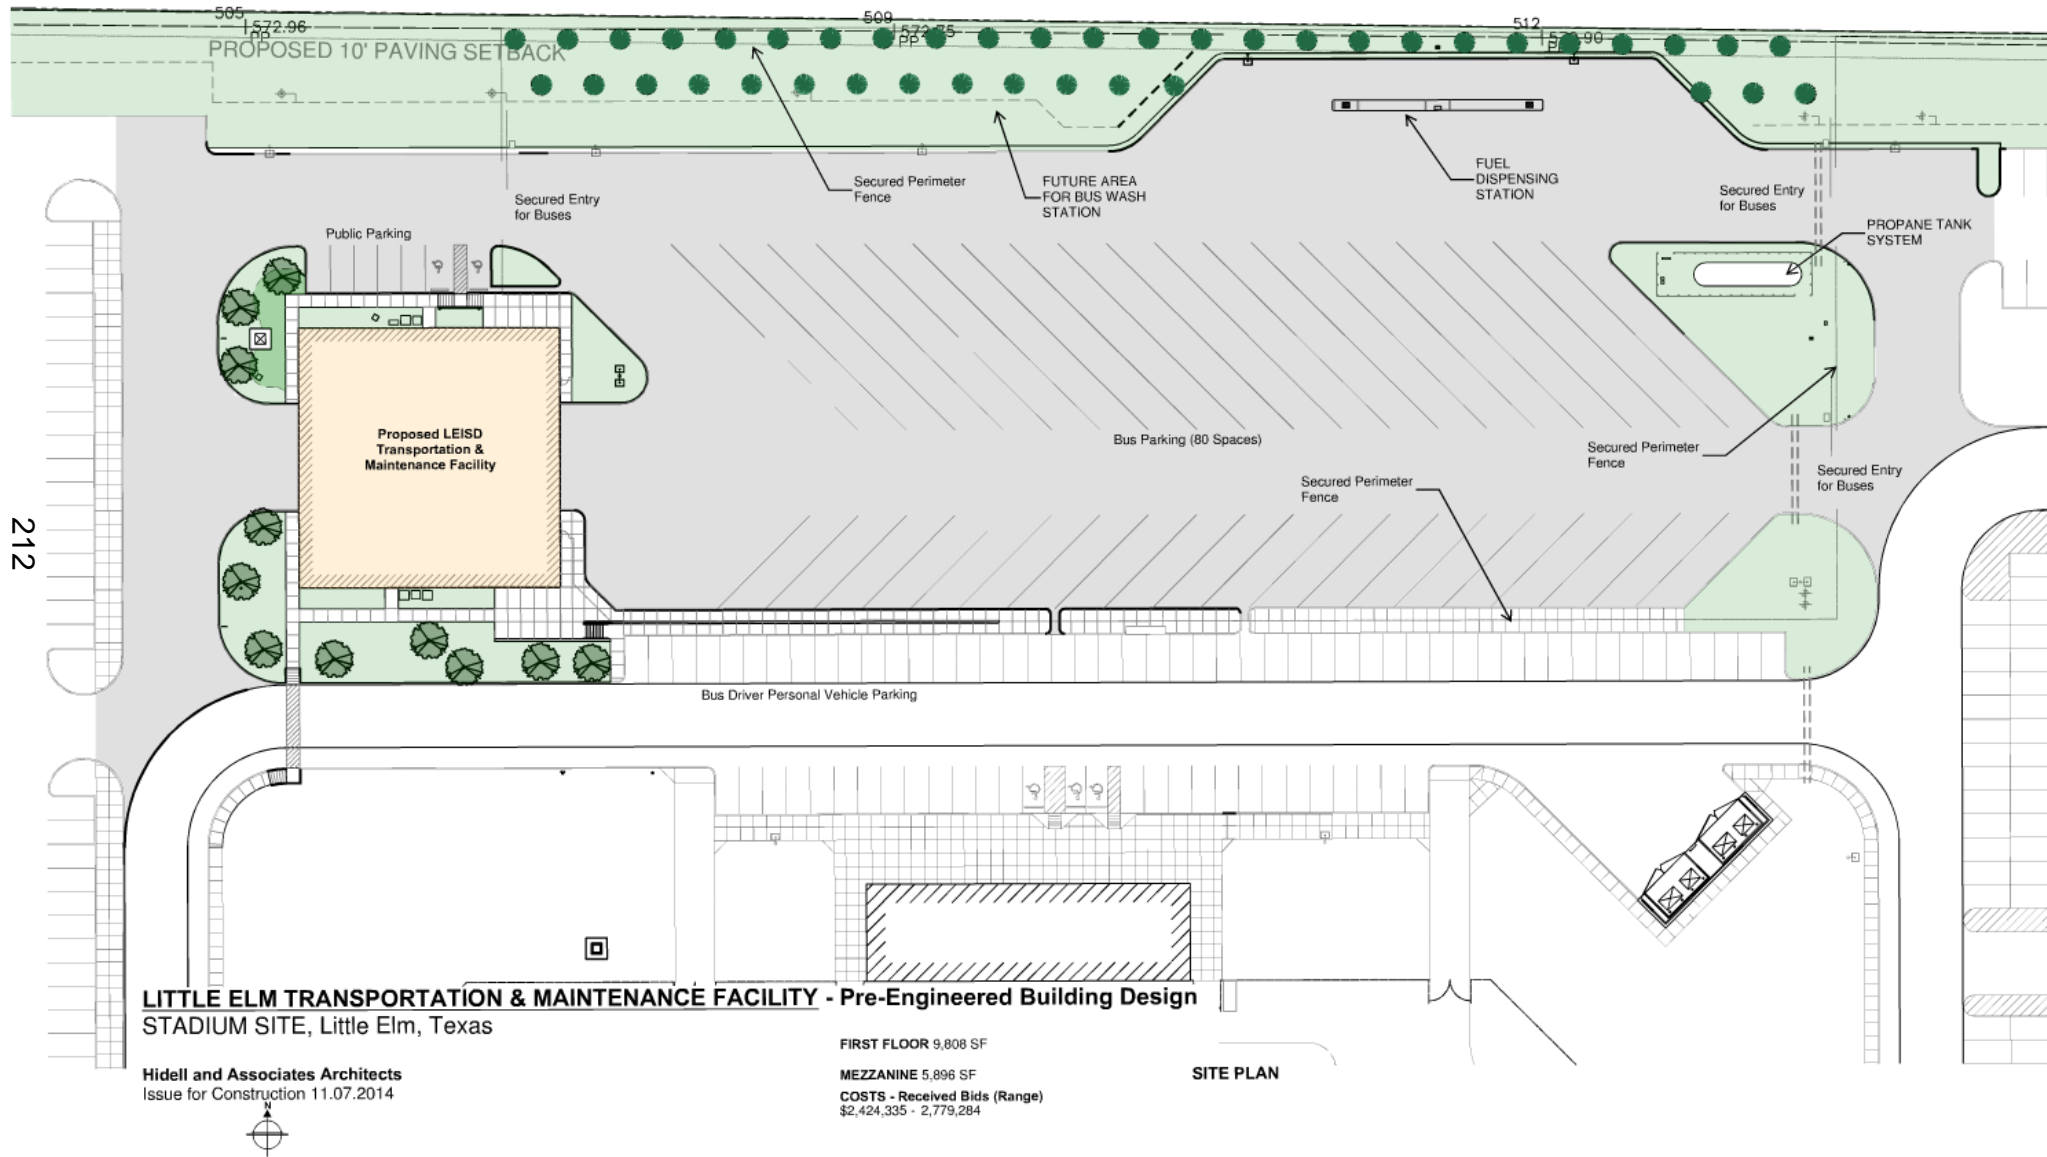 505
572.96
PP
509
572.75
PP
512
PROPOSED 10' PAVING SETBACK
Secured Entry
for Buses
Public Parking
Secured Perimeter
Fence
FUTURE AREA
FOR BUS WASH
STATION
FUEL
DISPENSING
STATION
Secured Entry
for Buses
PROPANE TANK
SYSTEM
Proposed LEISD
Transportation &
Maintenance Facility
Bus Parking (80 Spaces)
Secured Perimeter
Fence
Secured Perimeter
Fence
Secured Entry
for Buses
212
Bus Driver Personal Vehicle Parking
LITTLE ELM TRANSPORTATION & MAINTENANCE FACILITY - Pre-Engineered Building Design
STADIUM SITE, Little Elm, Texas
FIRST FLOOR 9,808 SF
Hidell and Associates Architects
Issue for Construction 11.07.2014
MEZZANINE 5,896 SF
COSTS - Received Bids (Range)
$2,424,335 - 2,779,284
SITE PLAN
N